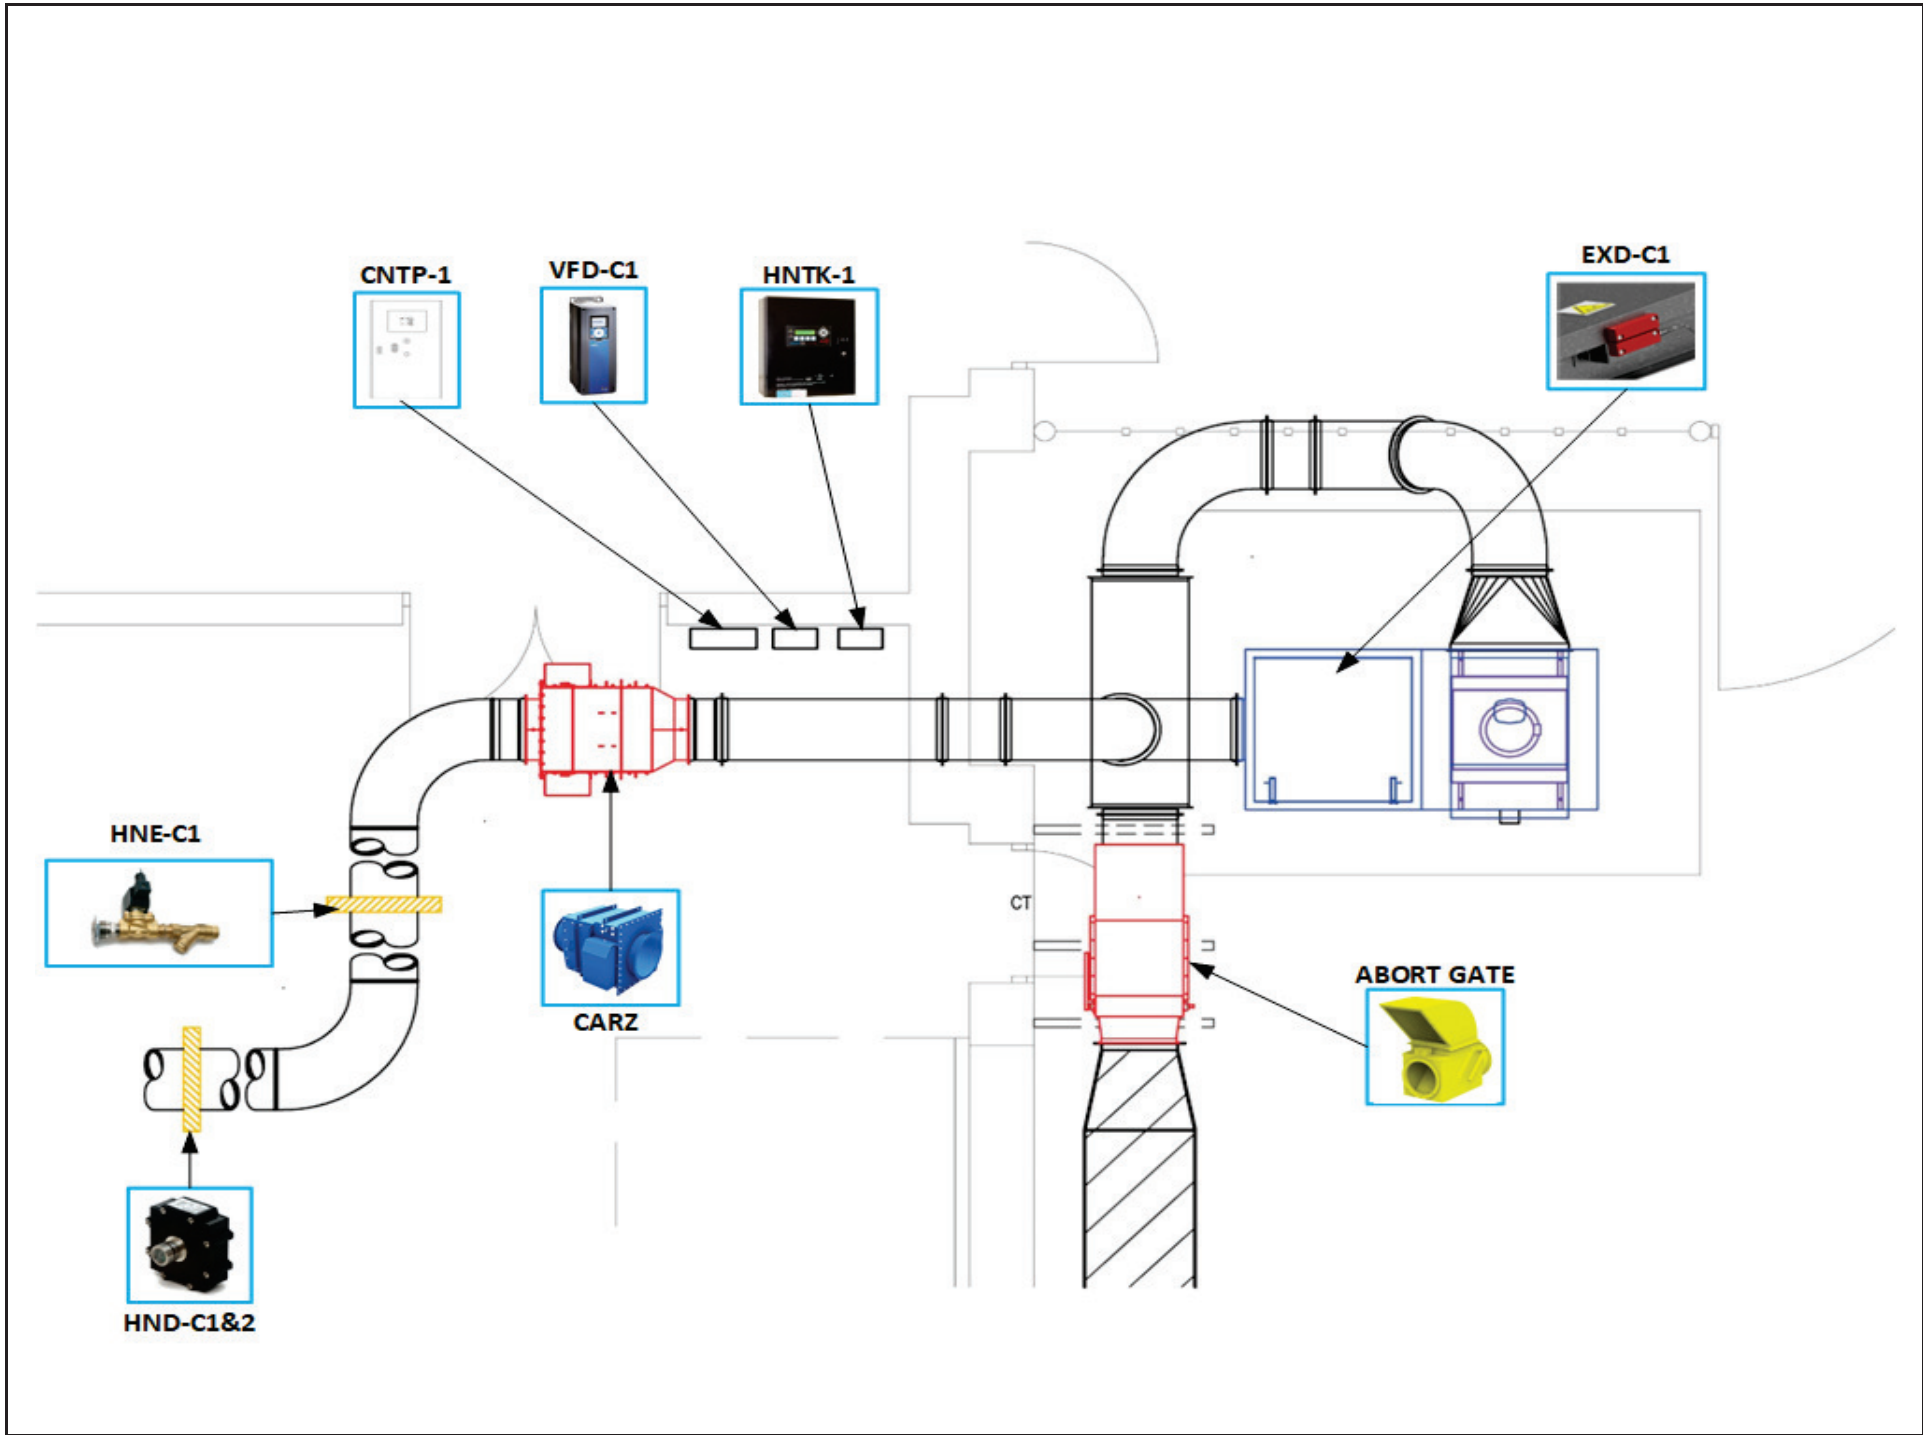 EXD-C1
VFD-C1
CNTP-1
HNTK-1
HNE-C1
CT
ABORT GATE
CARZ
HND-C1&2